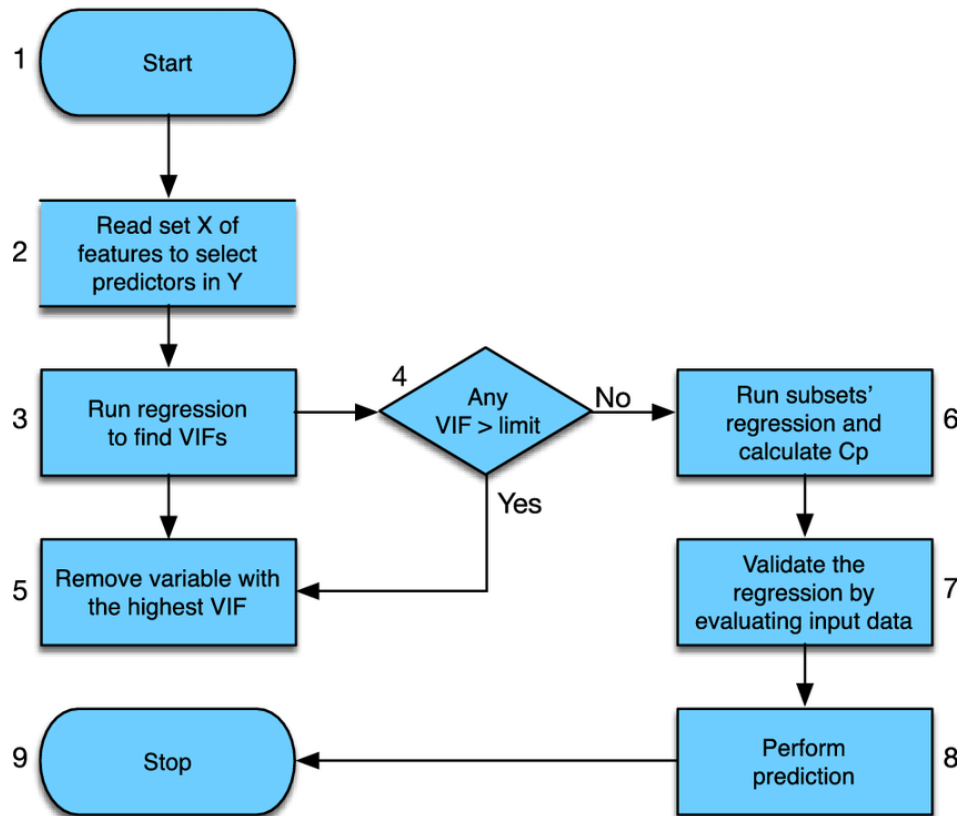 1
Start
2
Read set X of
features to select
predictors in Y
3
Run regression
to find VIFs
4
Any
VIF > limit
No
Yes
Run subsets’
regression and
calculate Cp
6
5
Remove variable with
the highest VIF
Validate the
regression by
evaluating input data
7
9
Stop
Perform
prediction
8